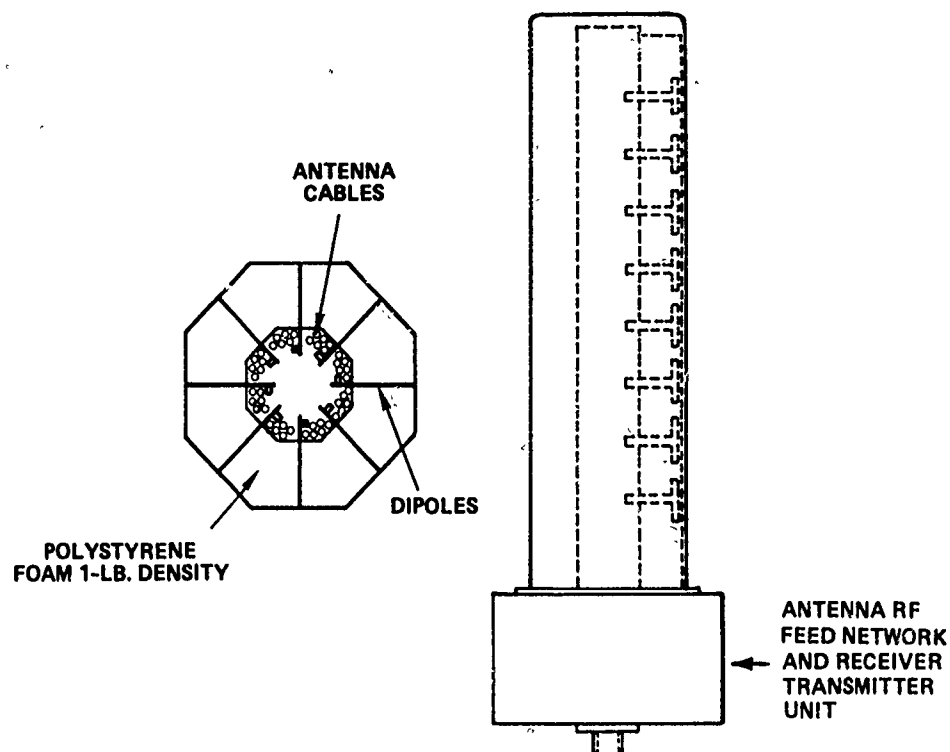 ANTENNA
CABLES
DIPOLES
POLYSTYRENE
FOAM 1-LB. DENSITY
ANTENNA RF
FEED NETWORK
AND RECEIVER
TRANSMITTER
UNIT